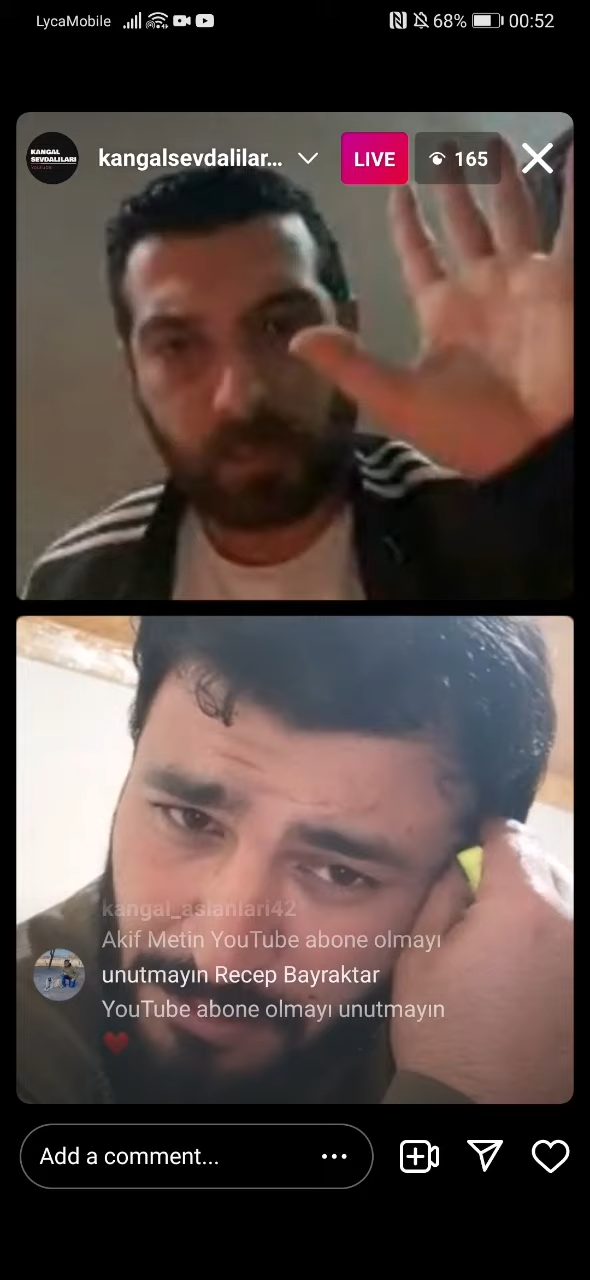 LycaMobile 68% 00:52
KANGAL
SEVDALILARI
YouTube
kangalsevdalilar... LIVE 165
kangal_aslanlari42
Akif Metin YouTube abone olmayı
unutmayın Recep Bayraktar
YouTube abone olmayı unutmayın
Add a comment...